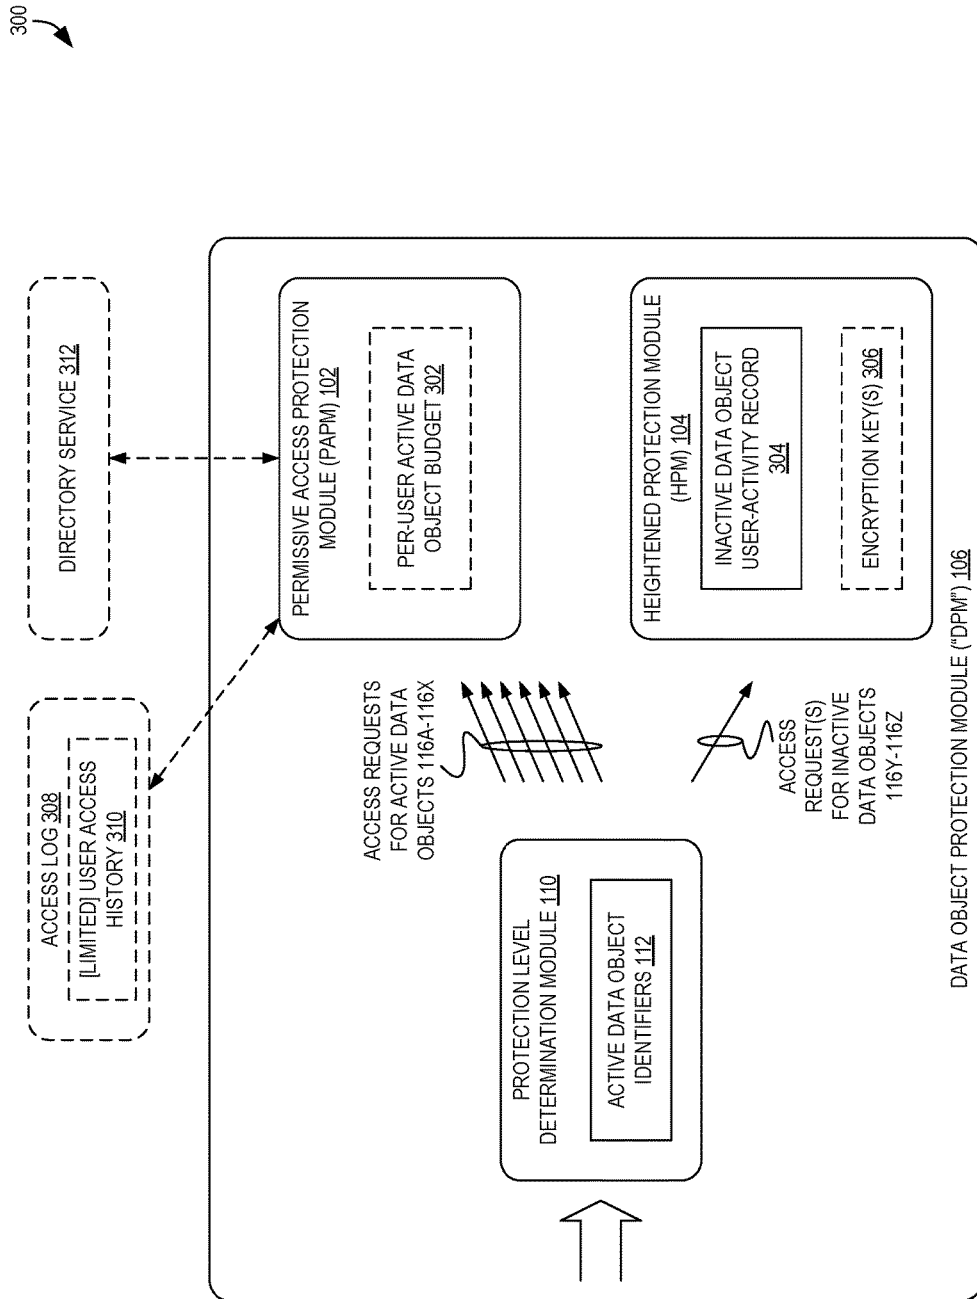 300
ACCESS LOG 308
[LIMITED] USER ACCESS
HISTORY 310
DIRECTORY SERVICE 312
PROTECTION LEVEL
DETERMINATION MODULE 110
ACTIVE DATA OBJECT
IDENTIFIERS 112
ACCESS REQUESTS
FOR ACTIVE DATA
OBJECTS 116A-116X
PERMISSIVE ACCESS PROTECTION
MODULE (PAPM) 102
PER-USER ACTIVE DATA
OBJECT BUDGET 302
ACCESS
REQUEST(S)
FOR INACTIVE
DATA OBJECTS
116Y-116Z
HEIGHTENED PROTECTION MODULE
(HPM) 104
INACTIVE DATA OBJECT
USER-ACTIVITY RECORD
304
ENCRYPTION KEY(S) 306
DATA OBJECT PROTECTION MODULE ("DPM") 106